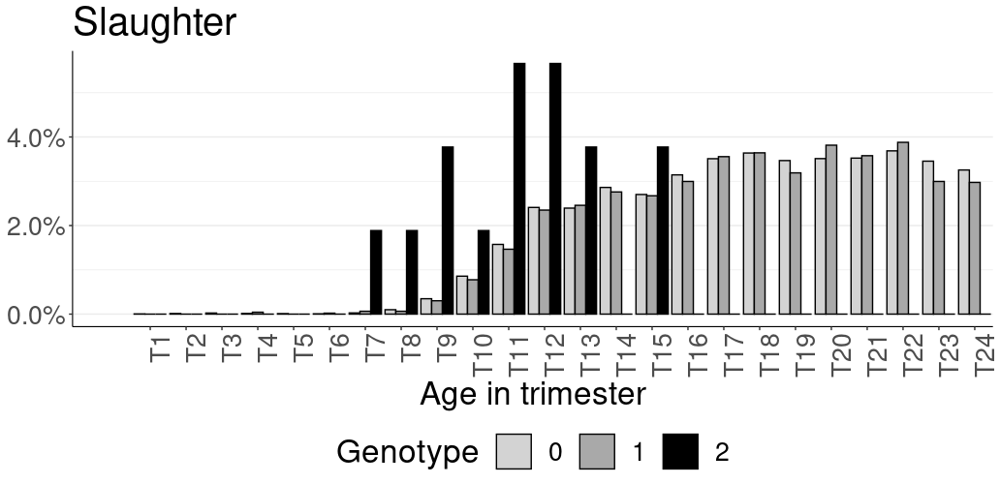 Slaughter
4.0%
2.0%
0.0%
T1 T2 T3 T4 T5 T6 T7 T8 T9 T10 T11 T12 T13 T14 T15 T16 T17 T18 T19 T20 T21 T22 T23 T24
Age in trimester
Genotype 0 1 2